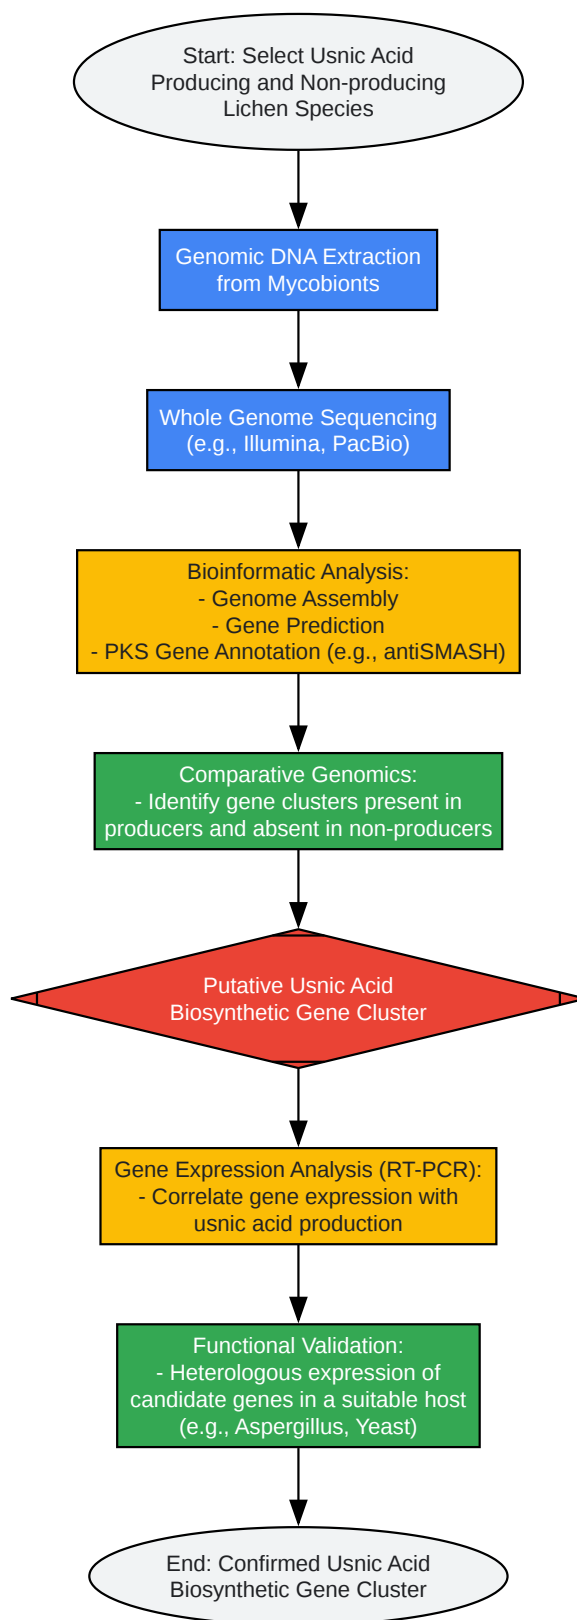 Start: Select Usnic Acid
Producing and Non-producing
Lichen Species
Genomic DNA Extraction
from Mycobionts
Whole Genome Sequencing
(e.g., Illumina, PacBio)
Bioinformatic Analysis:
- Genome Assembly
- Gene Prediction
- PKS Gene Annotation (e.g., antiSMASH)
Comparative Genomics:
- Identify gene clusters present in
producers and absent in non-producers
Putative Usnic Acid
Biosynthetic Gene Cluster
Gene Expression Analysis (RT-PCR):
- Correlate gene expression with
usnic acid production
Functional Validation:
- Heterologous expression of
candidate genes in a suitable host
(e.g., Aspergillus, Yeast)
End: Confirmed Usnic Acid
Biosynthetic Gene Cluster